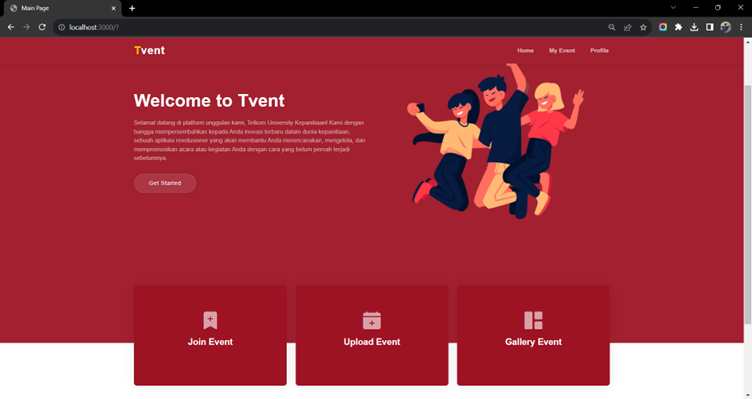 Main Page
localhost:3000/?
Tvent
Home
My Event
Profile
Welcome to Tvent
Selamat datang di platform unggulan kami, Telkom University Kepanitiaan! Kami dengan
bangga mempersembahkan kepada Anda inovasi terbaru dalam dunia kepanitiaan,
sebuah aplikasi revolusioner yang akan membantu Anda merencanakan, mengelola, dan
mempromosikan acara atau kegiatan Anda dengan cara yang belum pernah terjadi
sebelumnya.
Get Started
Join Event
Upload Event
Gallery Event